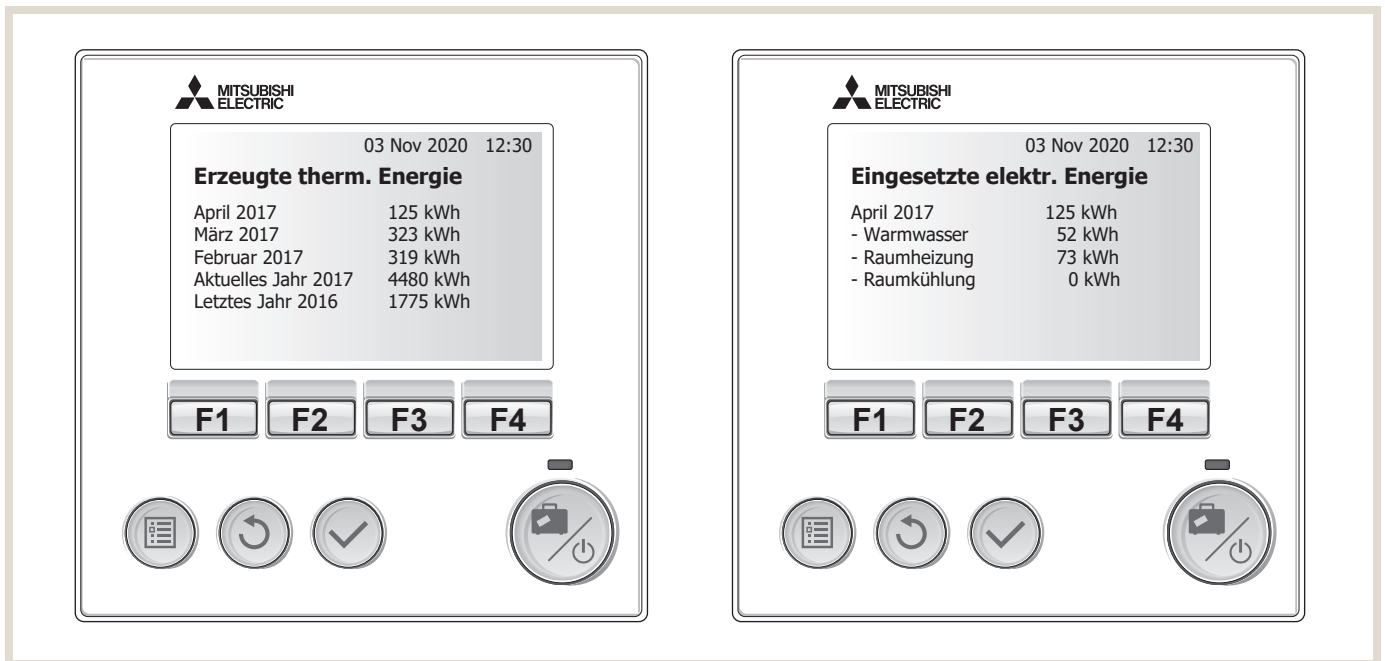 MITSUBISHI
ELECTRIC
03 Nov 2020 12:30
Erzeugte therm. Energie
April 2017 125 kWh
März 2017 323 kWh
Februar 2017 319 kWh
Aktuelles Jahr 2017 4480 kWh
Letztes Jahr 2016 1775 kWh
F1 F2 F3 F4
MITSUBISHI
ELECTRIC
03 Nov 2020 12:30
Eingesetzte elektr. Energie
April 2017 125 kWh
- Warmwasser 52 kWh
- Raumheizung 73 kWh
- Raumkühlung 0 kWh
F1 F2 F3 F4